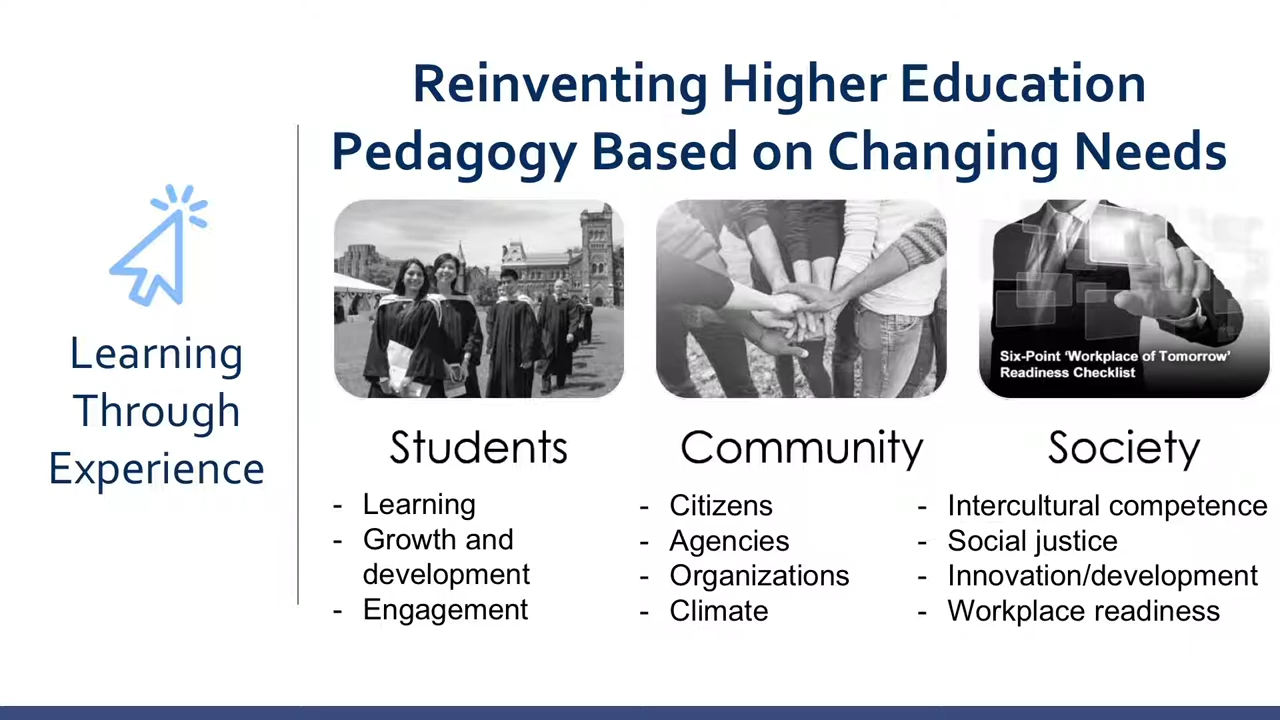 Reinventing Higher Education
Pedagogy Based on Changing Needs
Learning
Through
Experience
Six-Point ‘Workplace of Tomorrow’
Readiness Checklist
Students
- Learning
- Growth and
development
- Engagement
Community
- Citizens
- Agencies
- Organizations
- Climate
Society
- Intercultural competence
- Social justice
- Innovation/development
- Workplace readiness